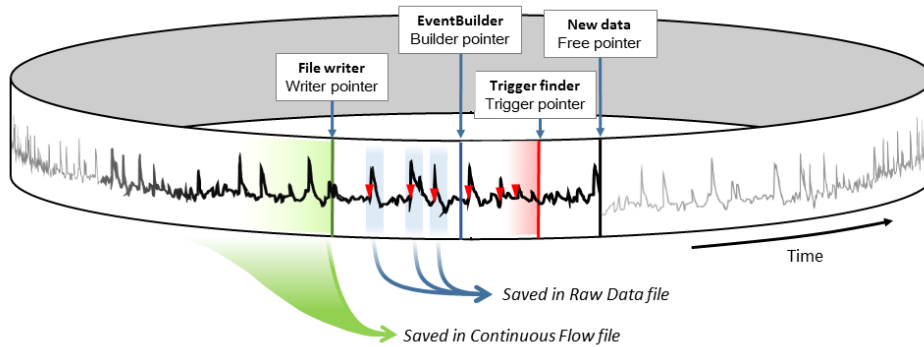 EventBuilder
Builder pointer
New data
Free pointer
File writer
Writer pointer
Trigger finder
Trigger pointer
Time
Saved in Raw Data file
Saved in Continuous Flow file